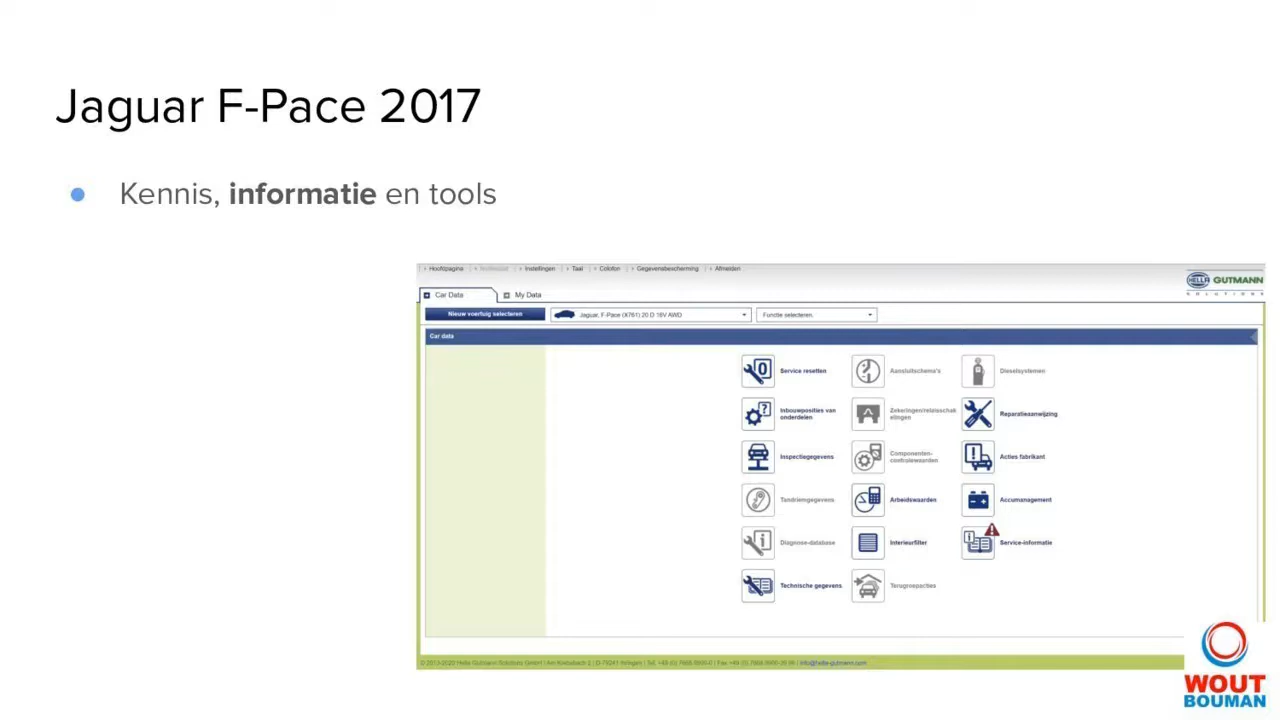 Jaguar F-Pace 2017
Kennis, informatie en tools
Hoofdpagina
Instellingen
Taal
Colofon
Gegevensbescherming
Afmelden
Car Data
My Data
HELLA GUTMANN
SOLUTIONS
Nieuw voertuig selecteren
Jaguar, F-Pace (X761) 20 D 18V AWD
Functie selecteren.
Car data
Service resetten
Aansluitschema's
Dieselsystemen
Inbouwposities van
onderdelen
Zekeringen/relaisschak
elingen
Reparatieaanwijzing
Inspectiegegevens
Componenten-
controlewaarden
Acties fabrikant
Tandriemgegevens
Arbeidswaarden
Accumanagement
Diagnose-database
Interieurfilter
Service-informatie
Technische gegevens
Terugroepacties
WOUT
BOUMAN